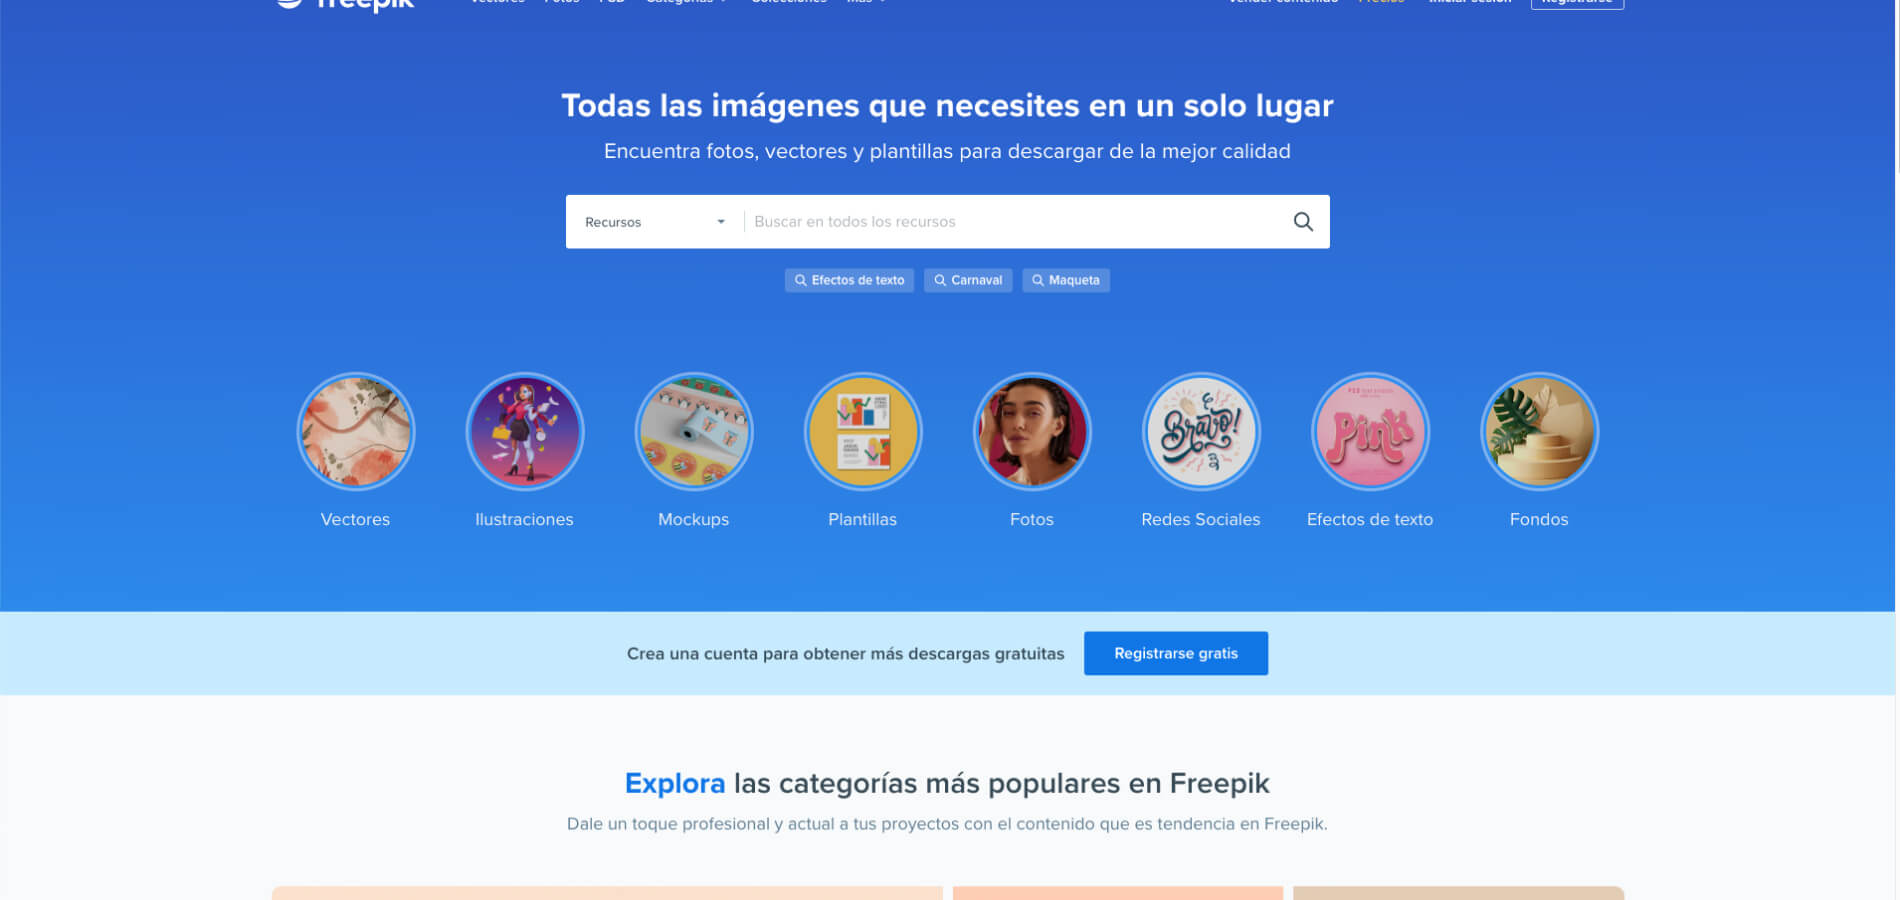 freepik Vectores Fotos PSD Categorías Colecciones Más Vender contenido Precios Iniciar sesión Registrarse
Todas las imágenes que necesites en un solo lugar
Encuentra fotos, vectores y plantillas para descargar de la mejor calidad
Recursos Buscar en todos los recursos
Efectos de texto Carnaval Maqueta
Bravo! Pink
Vectores Ilustraciones Mockups Plantillas Fotos Redes Sociales Efectos de texto Fondos
Crea una cuenta para obtener más descargas gratuitas Registrarse gratis
Explora las categorías más populares en Freepik
Dale un toque profesional y actual a tus proyectos con el contenido que es tendencia en Freepik.